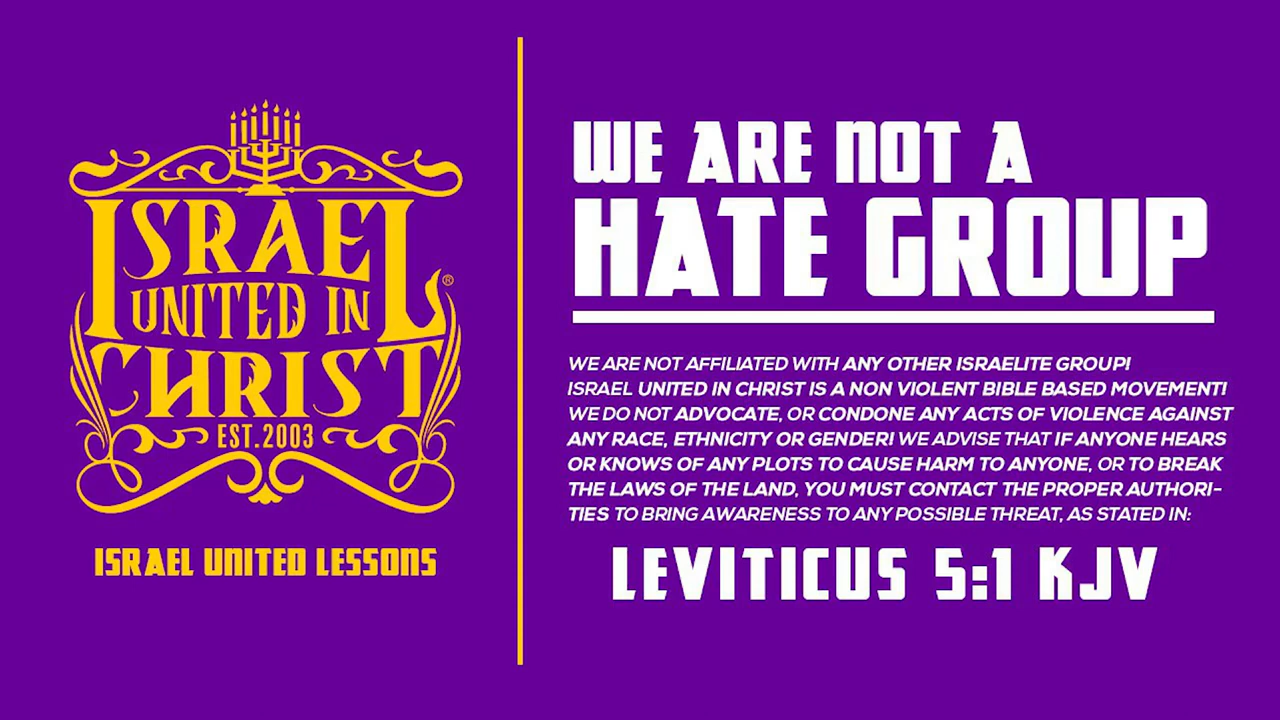 ISRAEL
UNITED IN
CHRIST
®
EST.2003
ISRAEL UNITED LESSONS
WE ARE NOT A
HATE GROUP
WE ARE NOT AFFILIATED WITH ANY OTHER ISRAELITE GROUP!
ISRAEL UNITED IN CHRIST IS A NON VIOLENT BIBLE BASED MOVEMENT!
WE DO NOT ADVOCATE, OR CONDONE ANY ACTS OF VIOLENCE AGAINST
ANY RACE, ETHNICITY OR GENDER! WE ADVISE THAT IF ANYONE HEARS
OR KNOWS OF ANY PLOTS TO CAUSE HARM TO ANYONE, OR TO BREAK
THE LAWS OF THE LAND, YOU MUST CONTACT THE PROPER AUTHORI-
TIES TO BRING AWARENESS TO ANY POSSIBLE THREAT, AS STATED IN:
LEVITICUS 5:1 KJV